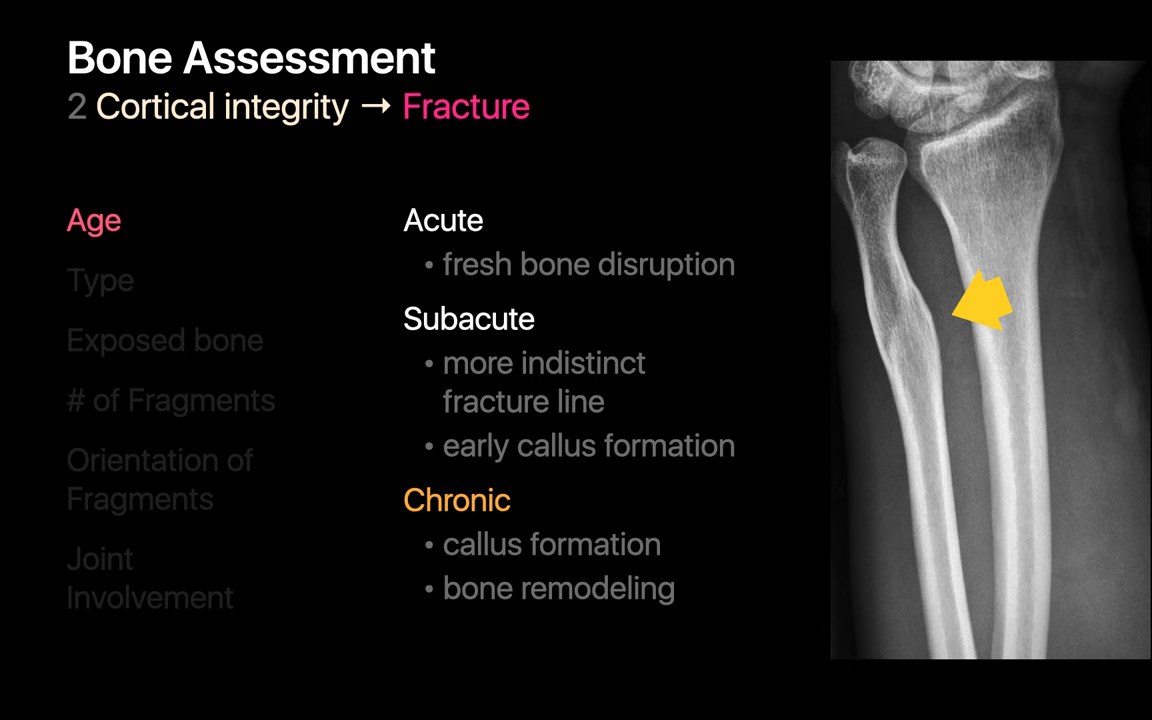 Bone Assessment
2 Cortical integrity → Fracture
Age
Type
Exposed bone
# of Fragments
Orientation of
Fragments
Joint
Involvement
Acute
• fresh bone disruption
Subacute
• more indistinct
fracture line
• early callus formation
Chronic
• callus formation
• bone remodeling